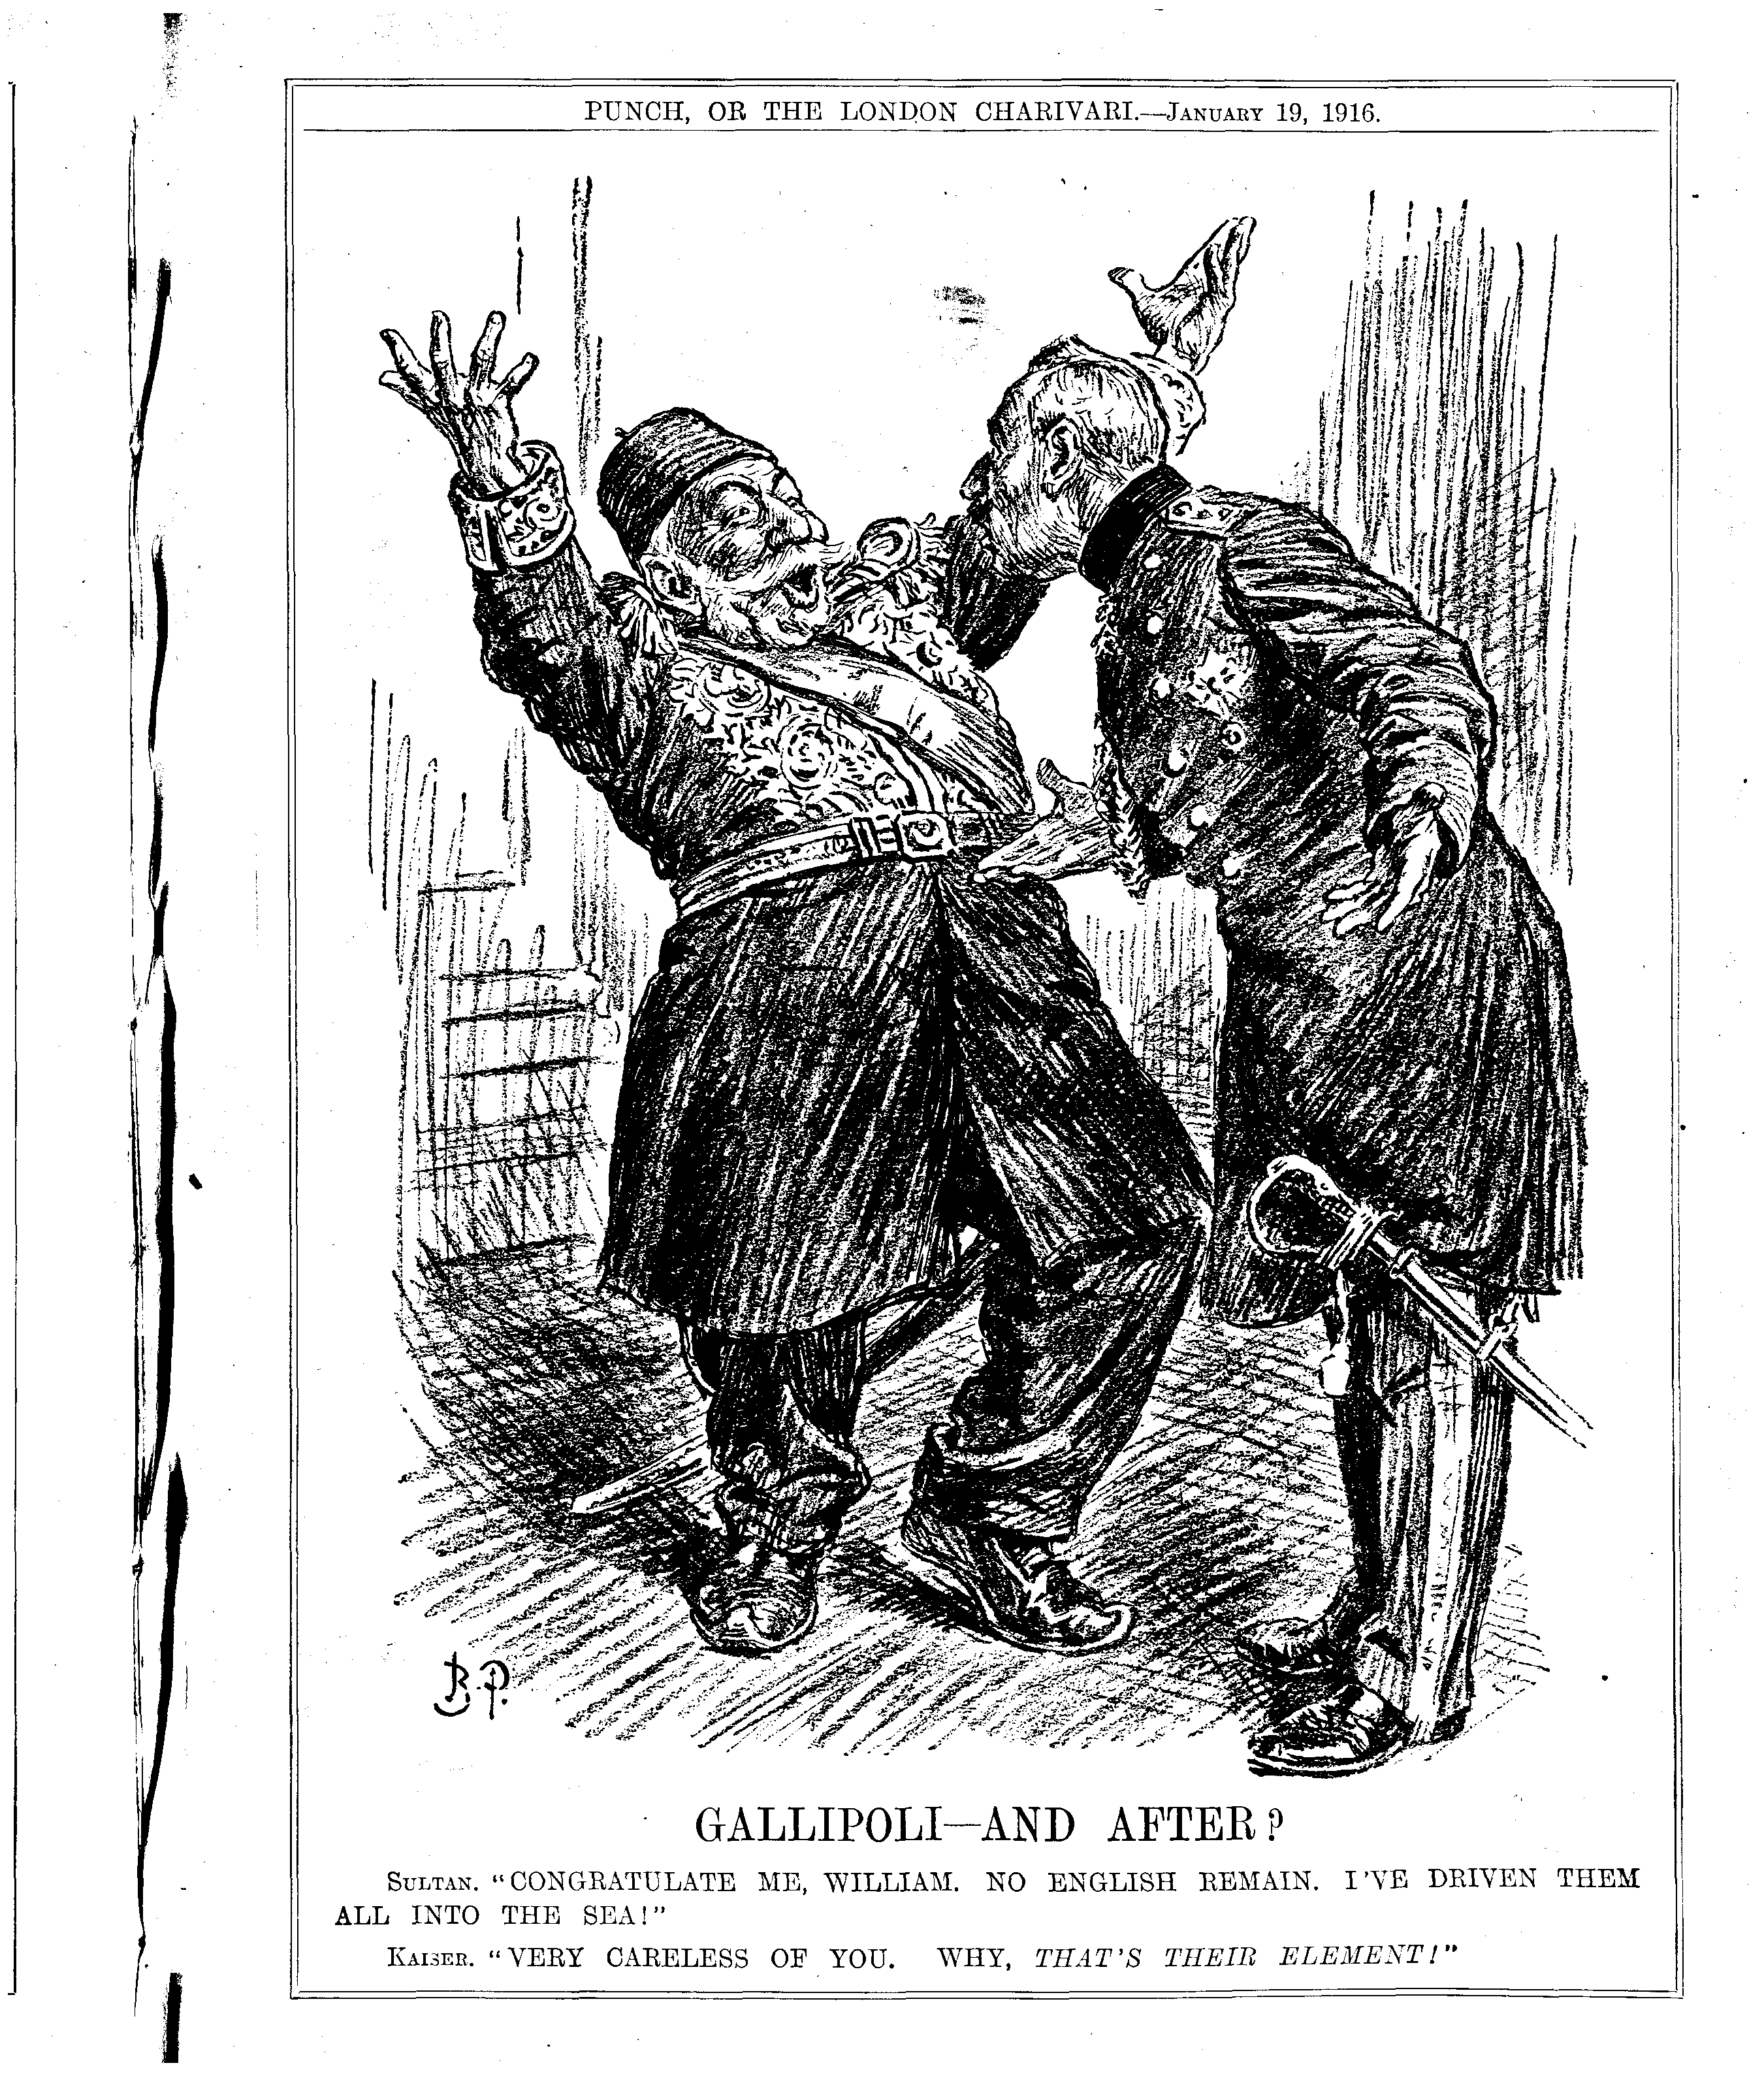 PUNCH, OR THE LONDON CHARIVARI.—JANUARY 19, 1916.
B.P.
GALLIPOLI—AND AFTER?
SULTAN. "CONGRATULATE ME, WILLIAM. NO ENGLISH REMAIN. I'VE DRIVEN THEM
ALL INTO THE SEA!"
KAISER. "VERY CARELESS OF YOU. WHY, THAT'S THEIR ELEMENT!"